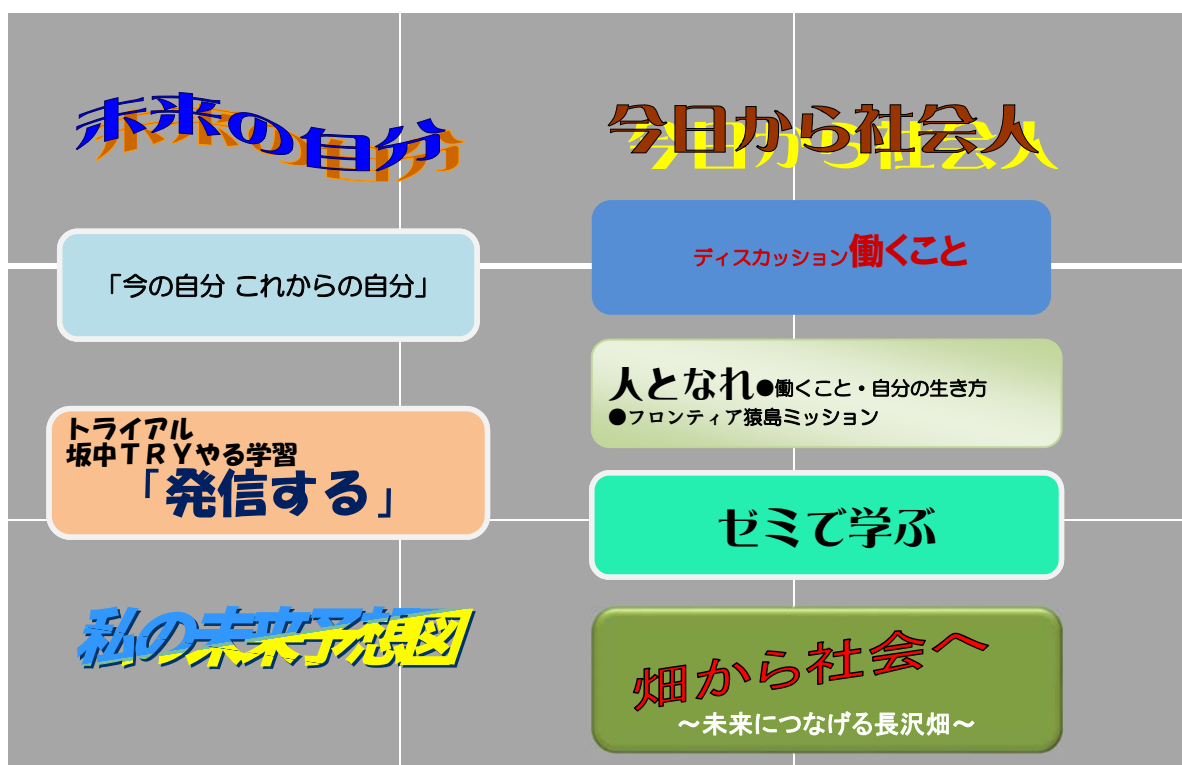 未来の自分
「今の自分 これからの自分」
トライアル
坂中ＴＲＹやる学習
「発信する」
私の未来予想図
今日から社会人
ディスカッション働くこと
人となれ●働くこと・自分の生き方
●フロンティア猿島ミッション
ゼミで学ぶ
畑から社会へ
～未来につなげる長沢畑～